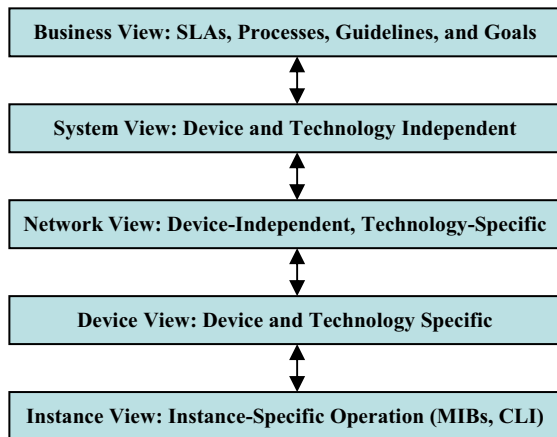 Business View: SLAs, Processes, Guidelines, and Goals
System View: Device and Technology Independent
Network View: Device-Independent, Technology-Specific
Device View: Device and Technology Specific
Instance View: Instance-Specific Operation (MIBs, CLI)